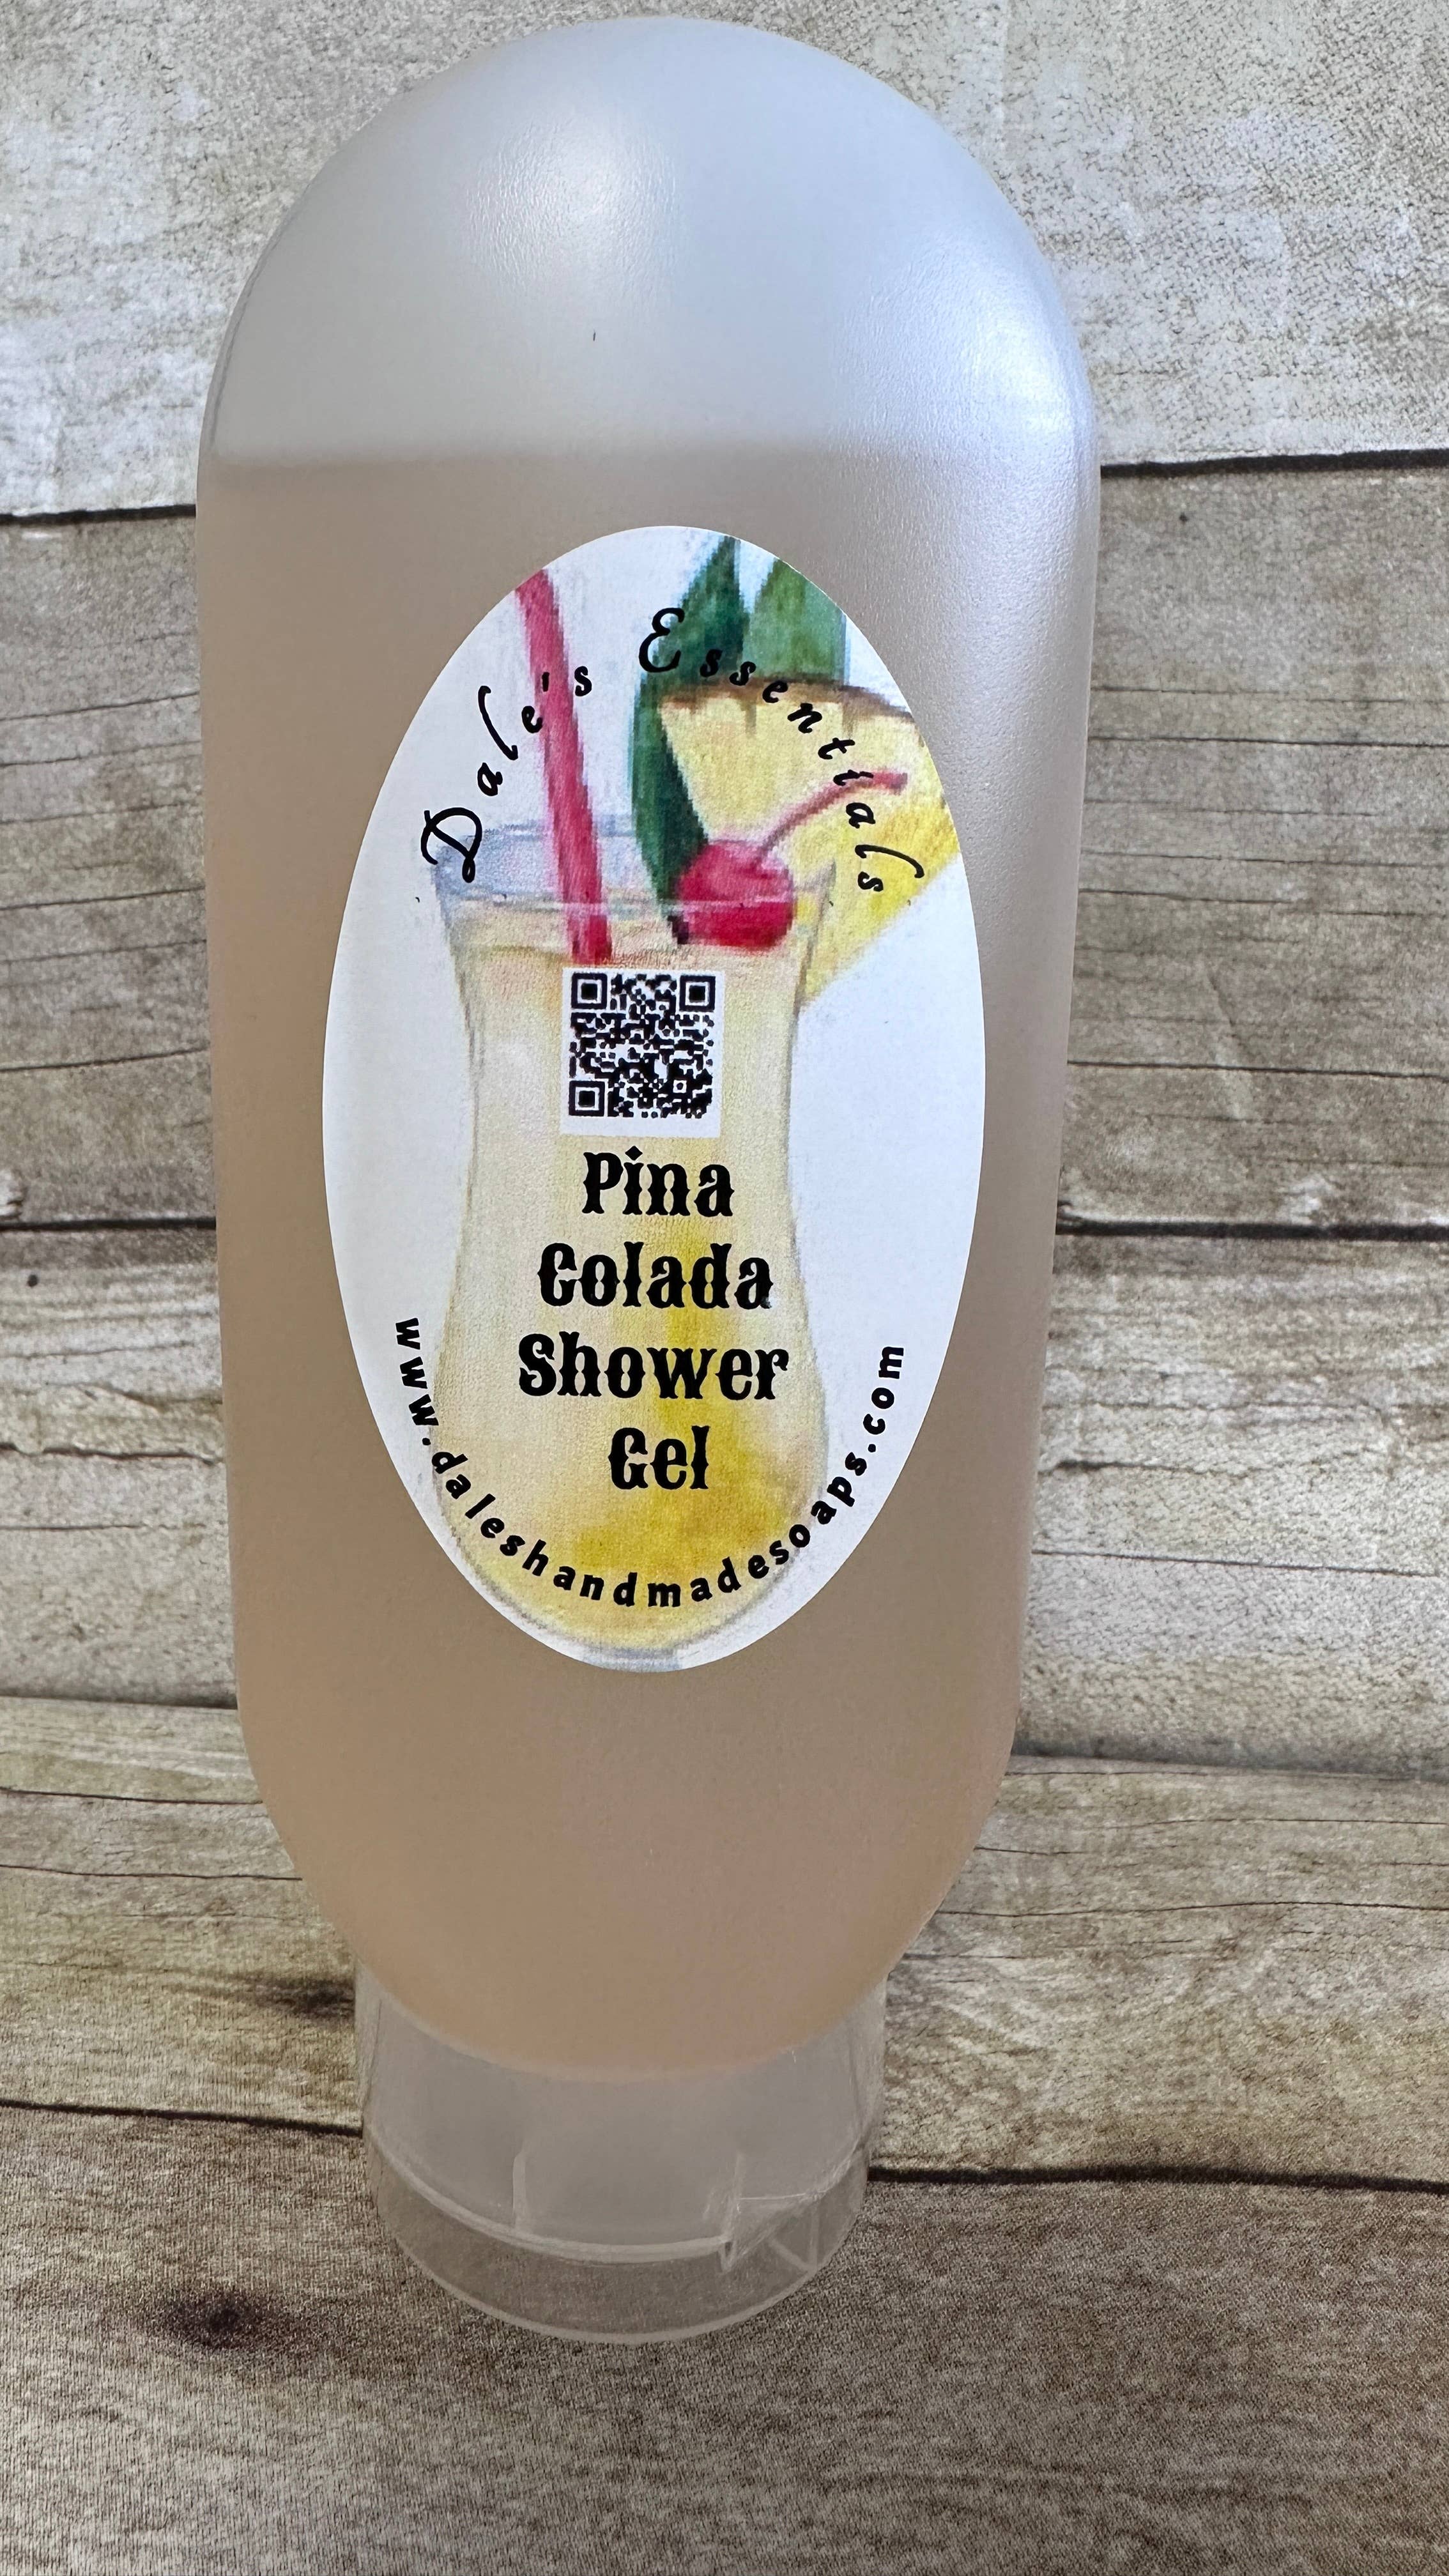 Dale's Essentials
Pina
Colada
Shower
Gel
www.daleshandmadesoaps.com